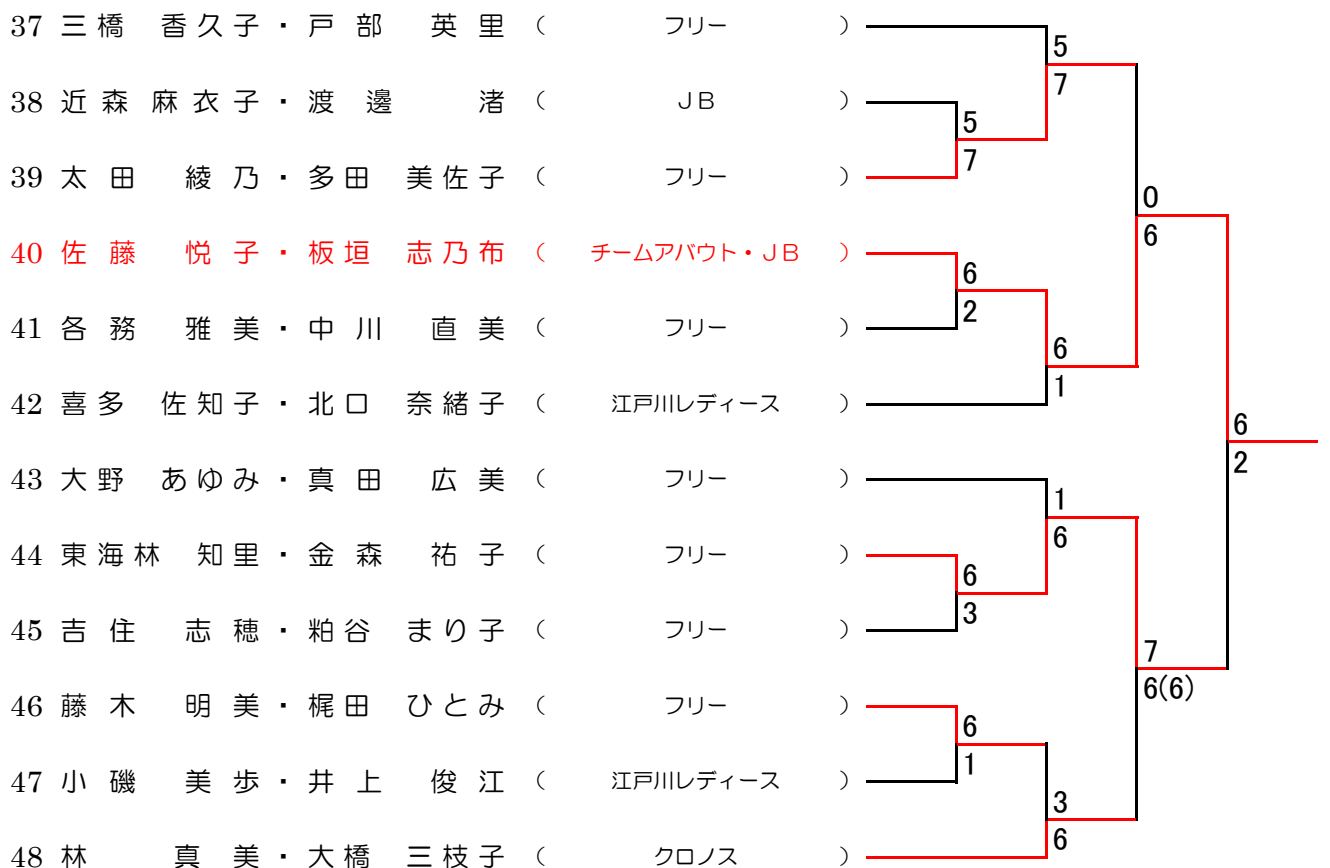 37 三橋 香久子・戸部 英里 ( フリー )
5
7
38 近森 麻衣子・渡邊 渚 ( JB )
5
7
39 太田 綾乃・多田 美佐子 ( フリー )
0
6
40 佐藤 悦子・板垣 志乃布 ( チームアバウト・JB )
6
2
41 各務 雅美・中川 直美 ( フリー )
6
1
42 喜多 佐知子・北口 奈緒子 ( 江戸川レディース )
6
2
43 大野 あゆみ・真田 広美 ( フリー )
1
6
44 東海林 知里・金森 祐子 ( フリー )
6
3
45 吉住 志穂・粕谷 まり子 ( フリー )
7
6(6)
46 藤木 明美・梶田 ひとみ ( フリー )
6
1
47 小磯 美歩・井上 俊江 ( 江戸川レディース )
3
6
48 林 真美・大橋 三枝子 ( クロノス )